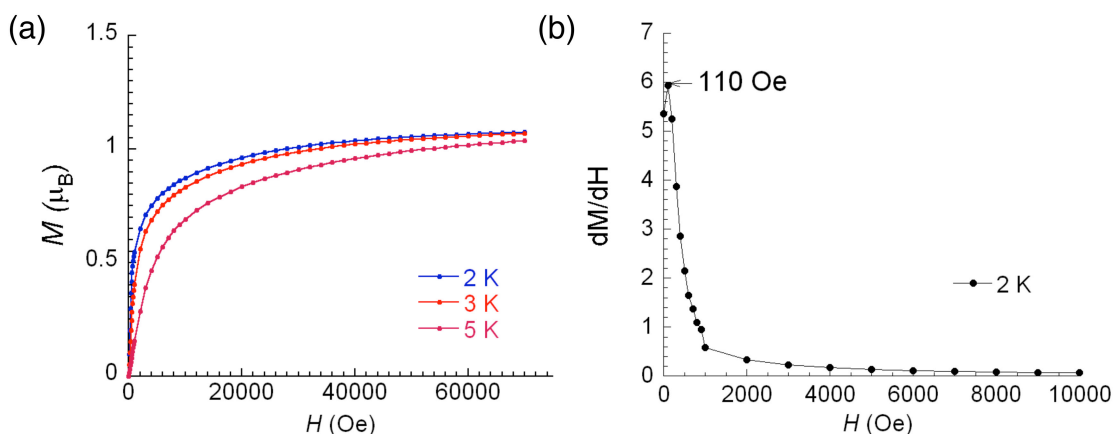 (a)
1.5
1
0.5
0
M (μB)
0 20000 40000 60000
H (Oe)
2 K
3 K
5 K
(b)
7
6
5
4
3
2
1
0
dM/dH
110 Oe
2 K
0 2000 4000 6000 8000 10000
H (Oe)